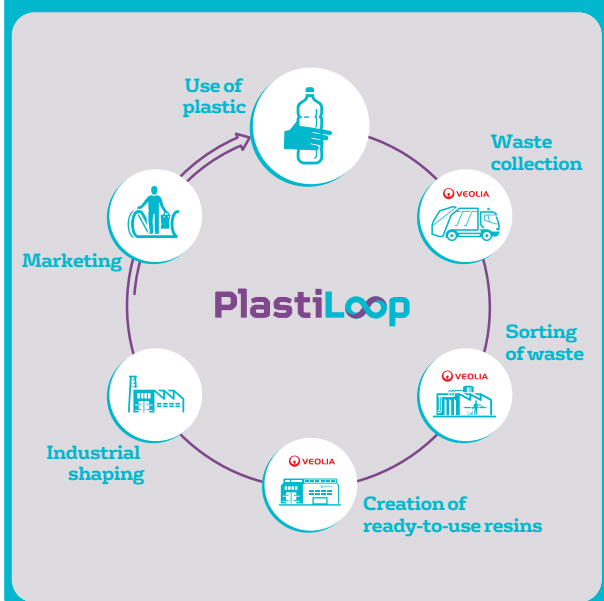 Use of
plastic
Waste
collection
VEOLIA
Marketing
PlastiLoop
Sorting
of waste
VEOLIA
Industrial
shaping
VEOLIA
Creation of
ready-to-use resins